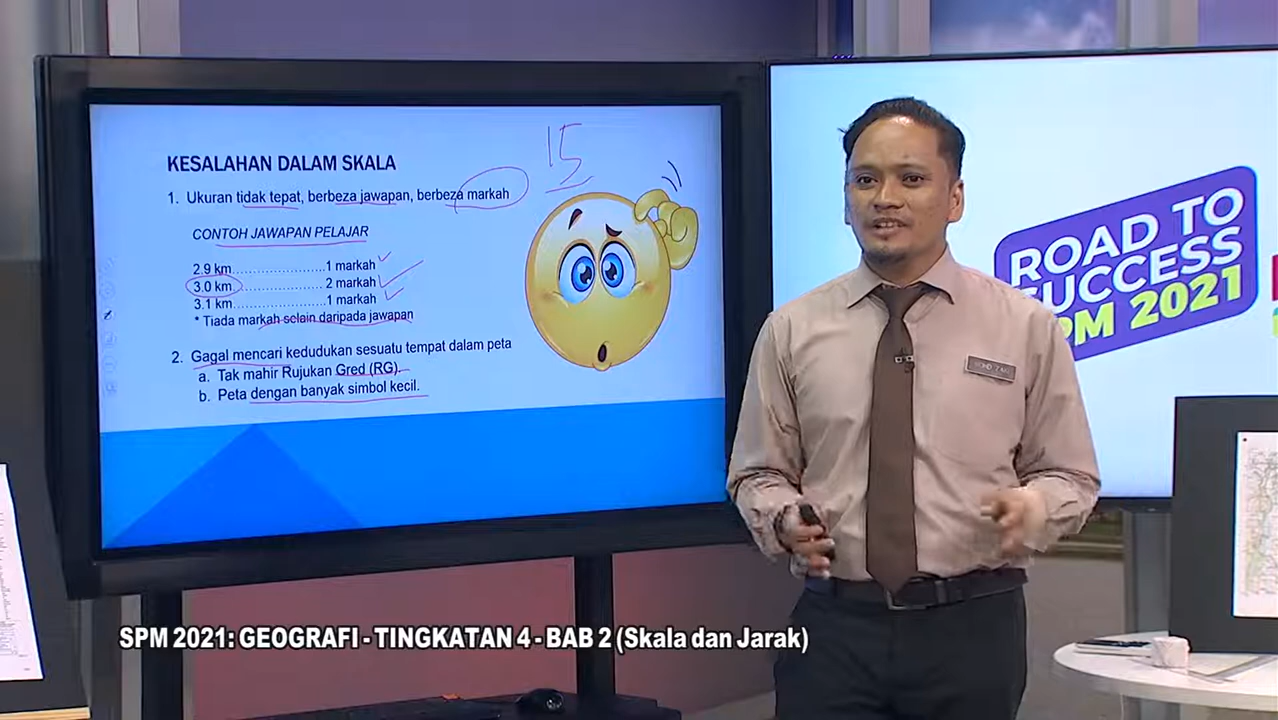 KESALAHAN DALAM SKALA
15
1. Ukuran tidak tepat, berbeza jawapan, berbeza markah
CONTOH JAWAPAN PELAJAR
2.9 km........................1 markah
3.0 km........................2 markah
3.1 km........................1 markah
* Tiada markah selain daripada jawapan
2. Gagal mencari kedudukan sesuatu tempat dalam peta
a. Tak mahir Rujukan Gred (RG).
b. Peta dengan banyak simbol kecil.
ROAD TO
SUCCESS
SPM 2021
MOHD ZAKI
SPM 2021: GEOGRAFI - TINGKATAN 4 - BAB 2 (Skala dan Jarak)